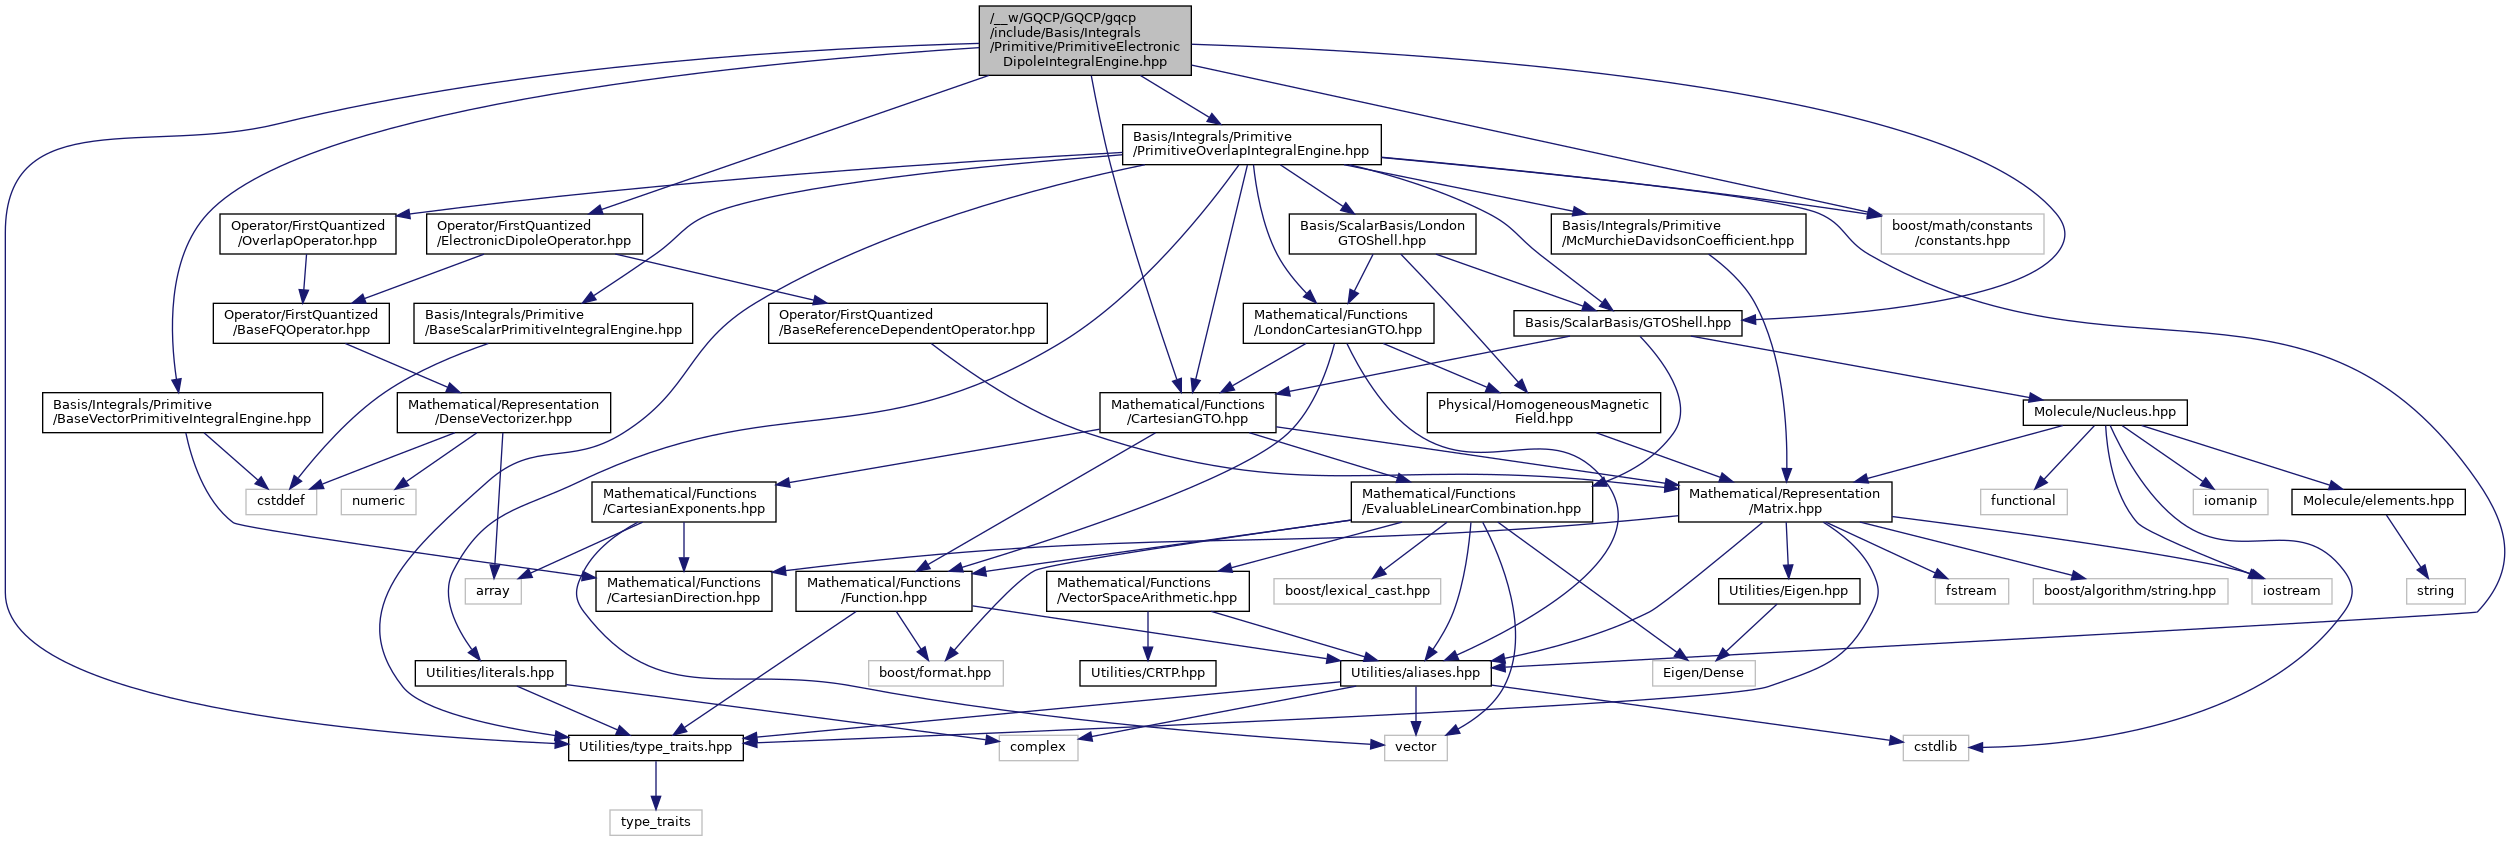 /__w/GQCP/GQCP/gqcp
/include/Basis/Integrals
/Primitive/PrimitiveElectronic
DipoleIntegralEngine.hpp
Basis/Integrals/Primitive
/PrimitiveOverlapIntegralEngine.hpp
Operator/FirstQuantized
/OverlapOperator.hpp
Operator/FirstQuantized
/ElectronicDipoleOperator.hpp
Basis/ScalarBasis/London
GTOShell.hpp
Basis/Integrals/Primitive
/McMurchieDavidsonCoefficient.hpp
boost/math/constants
/constants.hpp
Operator/FirstQuantized
/BaseFQOperator.hpp
Basis/Integrals/Primitive
/BaseScalarPrimitiveIntegralEngine.hpp
Operator/FirstQuantized
/BaseReferenceDependentOperator.hpp
Mathematical/Functions
/LondonCartesianGTO.hpp
Basis/ScalarBasis/GTOShell.hpp
Basis/Integrals/Primitive
/BaseVectorPrimitiveIntegralEngine.hpp
Mathematical/Representation
/DenseVectorizer.hpp
Mathematical/Functions
/CartesianGTO.hpp
Physical/HomogeneousMagnetic
Field.hpp
Molecule/Nucleus.hpp
cstddef
numeric
Mathematical/Functions
/CartesianExponents.hpp
Mathematical/Functions
/EvaluableLinearCombination.hpp
Mathematical/Representation
/Matrix.hpp
functional
iomanip
Molecule/elements.hpp
array
Mathematical/Functions
/CartesianDirection.hpp
Mathematical/Functions
/Function.hpp
Mathematical/Functions
/VectorSpaceArithmetic.hpp
boost/lexical_cast.hpp
Utilities/Eigen.hpp
fstream
boost/algorithm/string.hpp
iostream
string
Utilities/literals.hpp
boost/format.hpp
Utilities/CRTP.hpp
Utilities/aliases.hpp
Eigen/Dense
Utilities/type_traits.hpp
complex
vector
cstdlib
type_traits